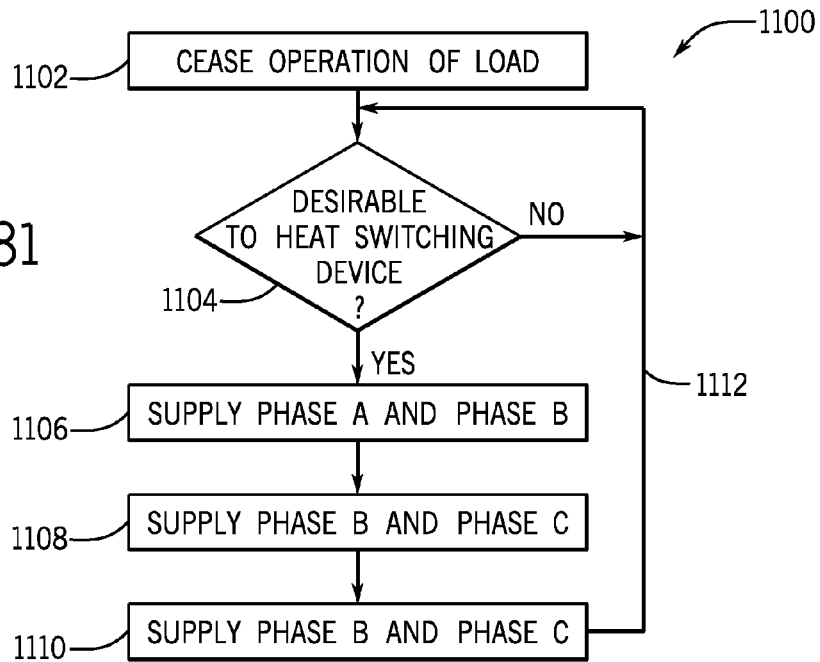 1100
1102
CEASE OPERATION OF LOAD
81
DESIRABLE
TO HEAT SWITCHING
DEVICE
?
NO
1104
YES
1112
1106
SUPPLY PHASE A AND PHASE B
1108
SUPPLY PHASE B AND PHASE C
1110
SUPPLY PHASE B AND PHASE C